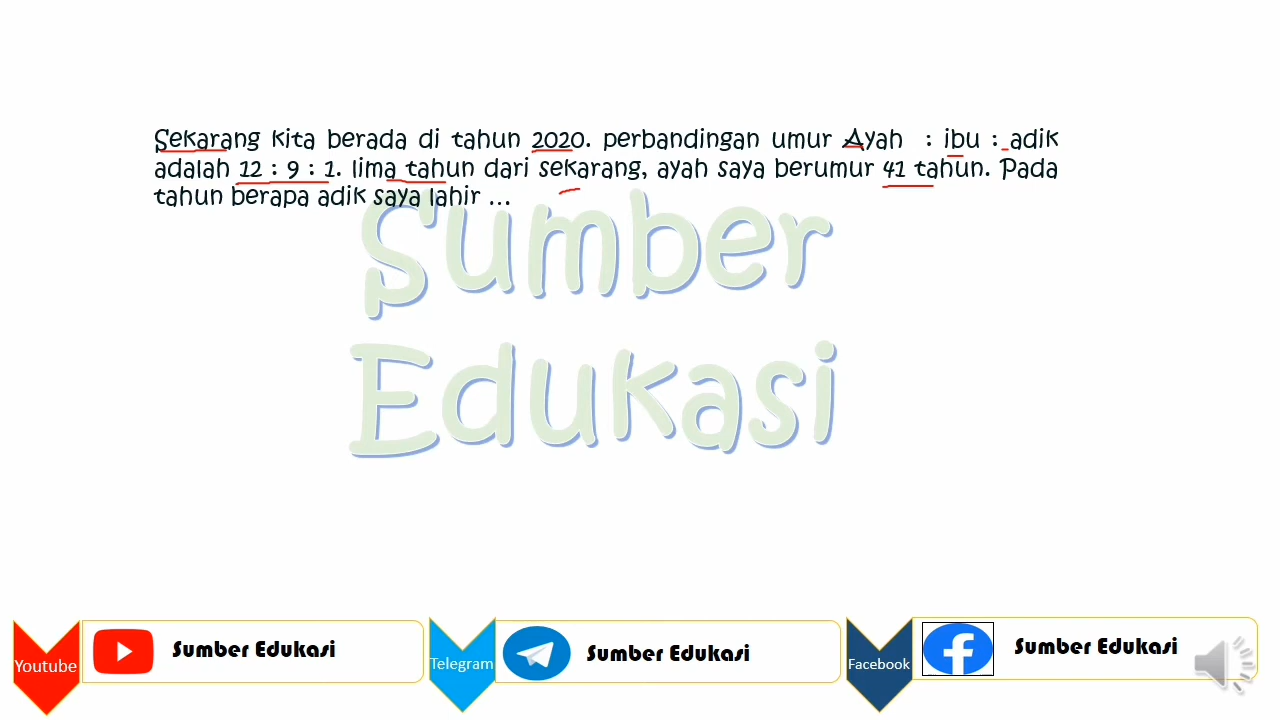 Sekarang kita berada di tahun 2020. perbandingan umur Ayah : ibu : adik
adalah 12 : 9 : 1. lima tahun dari sekarang, ayah saya berumur 41 tahun. Pada
tahun berapa adik saya lahir ...
Sumber
Edukasi
Youtube
Sumber Edukasi
Telegram
Sumber Edukasi
Facebook
Sumber Edukasi